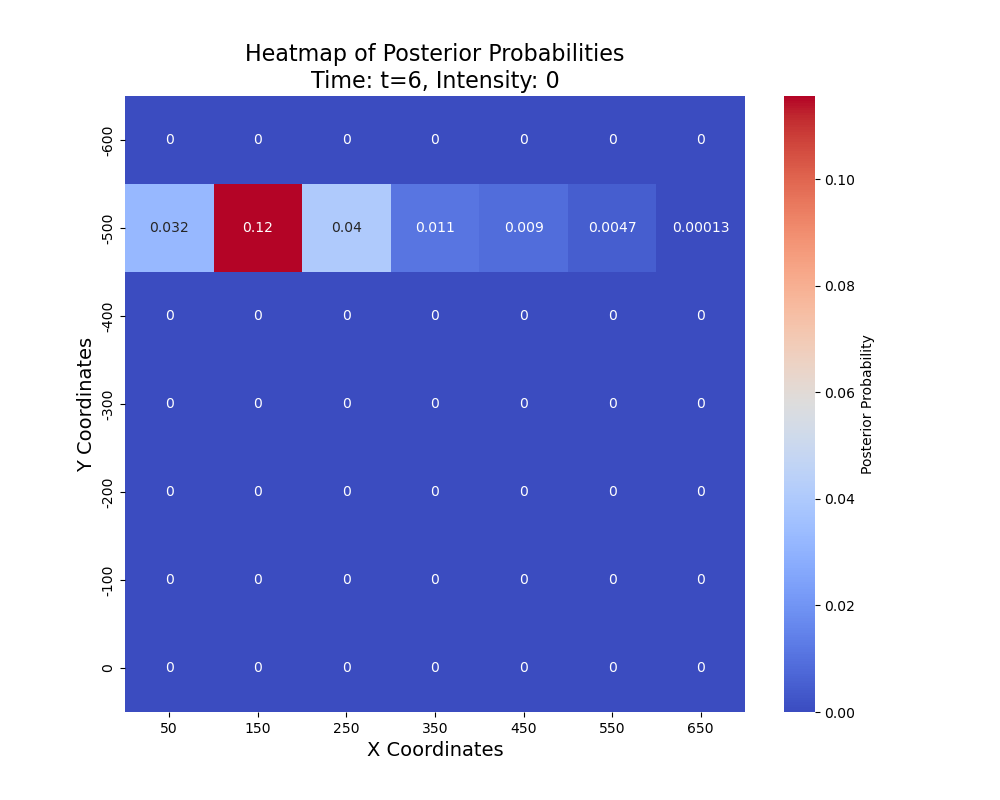 Heatmap of Posterior Probabilities
Time: t=6, Intensity: 0
-600
0 0 0 0 0 0 0
-500
0.032 0.12 0.04 0.011 0.009 0.0047 0.00013
-400
0 0 0 0 0 0 0
-300
0 0 0 0 0 0 0
-200
0 0 0 0 0 0 0
-100
0 0 0 0 0 0 0
0
0 0 0 0 0 0 0
Y Coordinates
50 150 250 350 450 550 650
X Coordinates
0.10
0.08
0.06
0.04
0.02
0.00
Posterior Probability